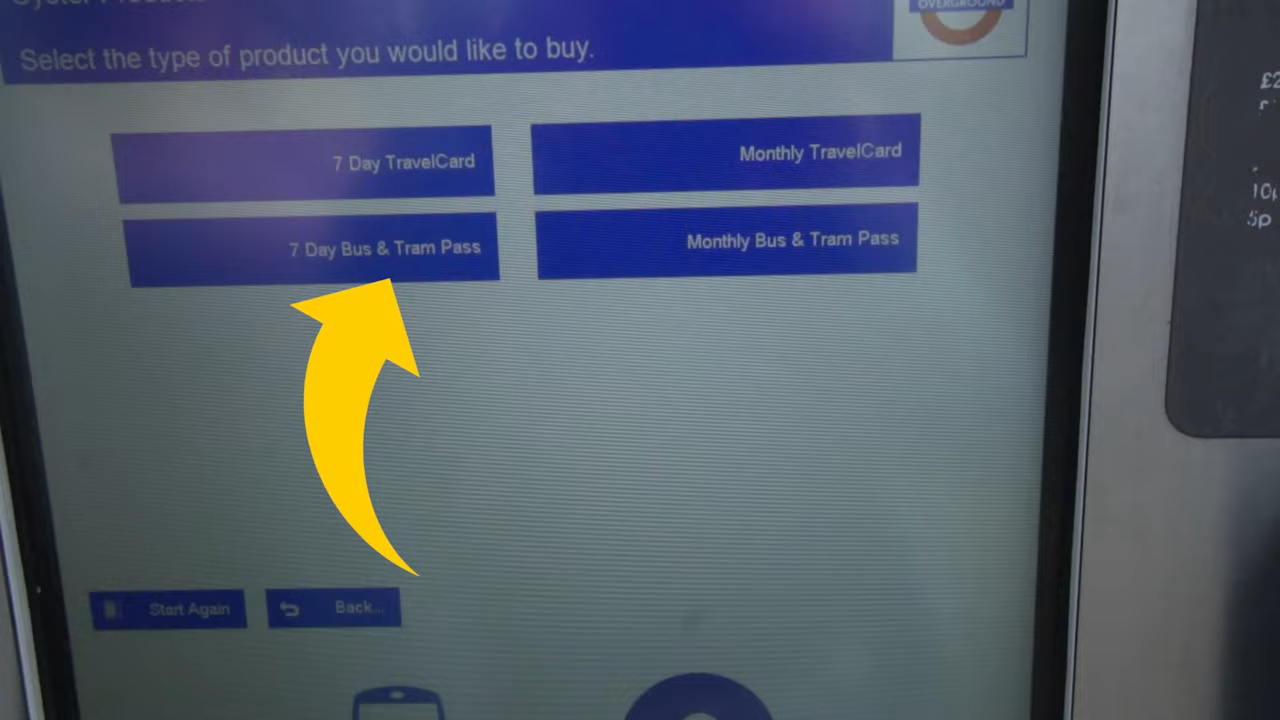 Select the type of product you would like to buy.
OVERGROUND
7 Day TravelCard
Monthly TravelCard
7 Day Bus & Tram Pass
Monthly Bus & Tram Pass
Start Again
Back...
5p